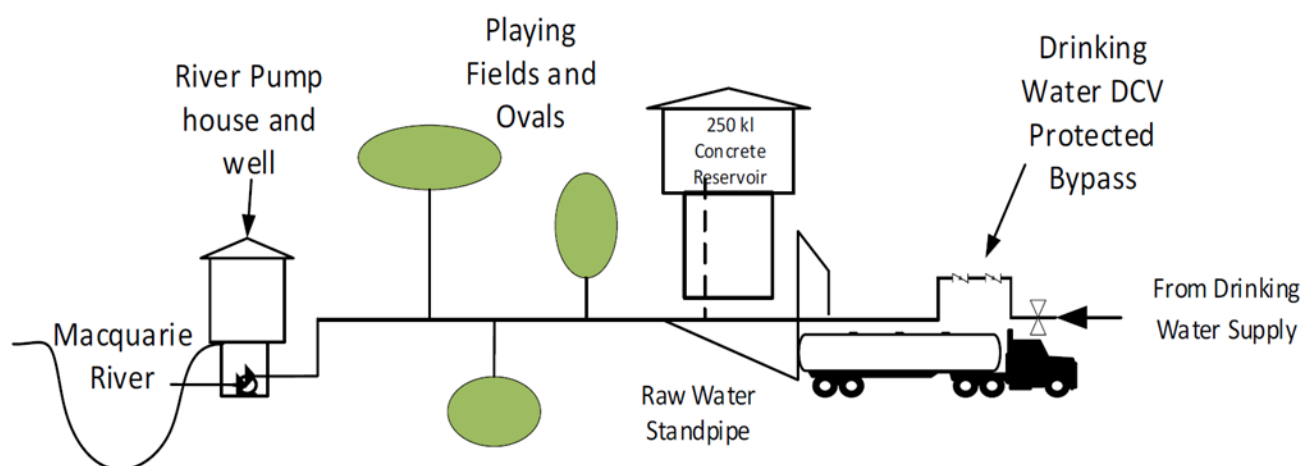 River Pump
house and
well
Playing
Fields and
Ovals
250 kl
Concrete
Reservoir
Drinking
Water DCV
Protected
Bypass
Macquarie
River
Raw Water
Standpipe
From Drinking
Water Supply